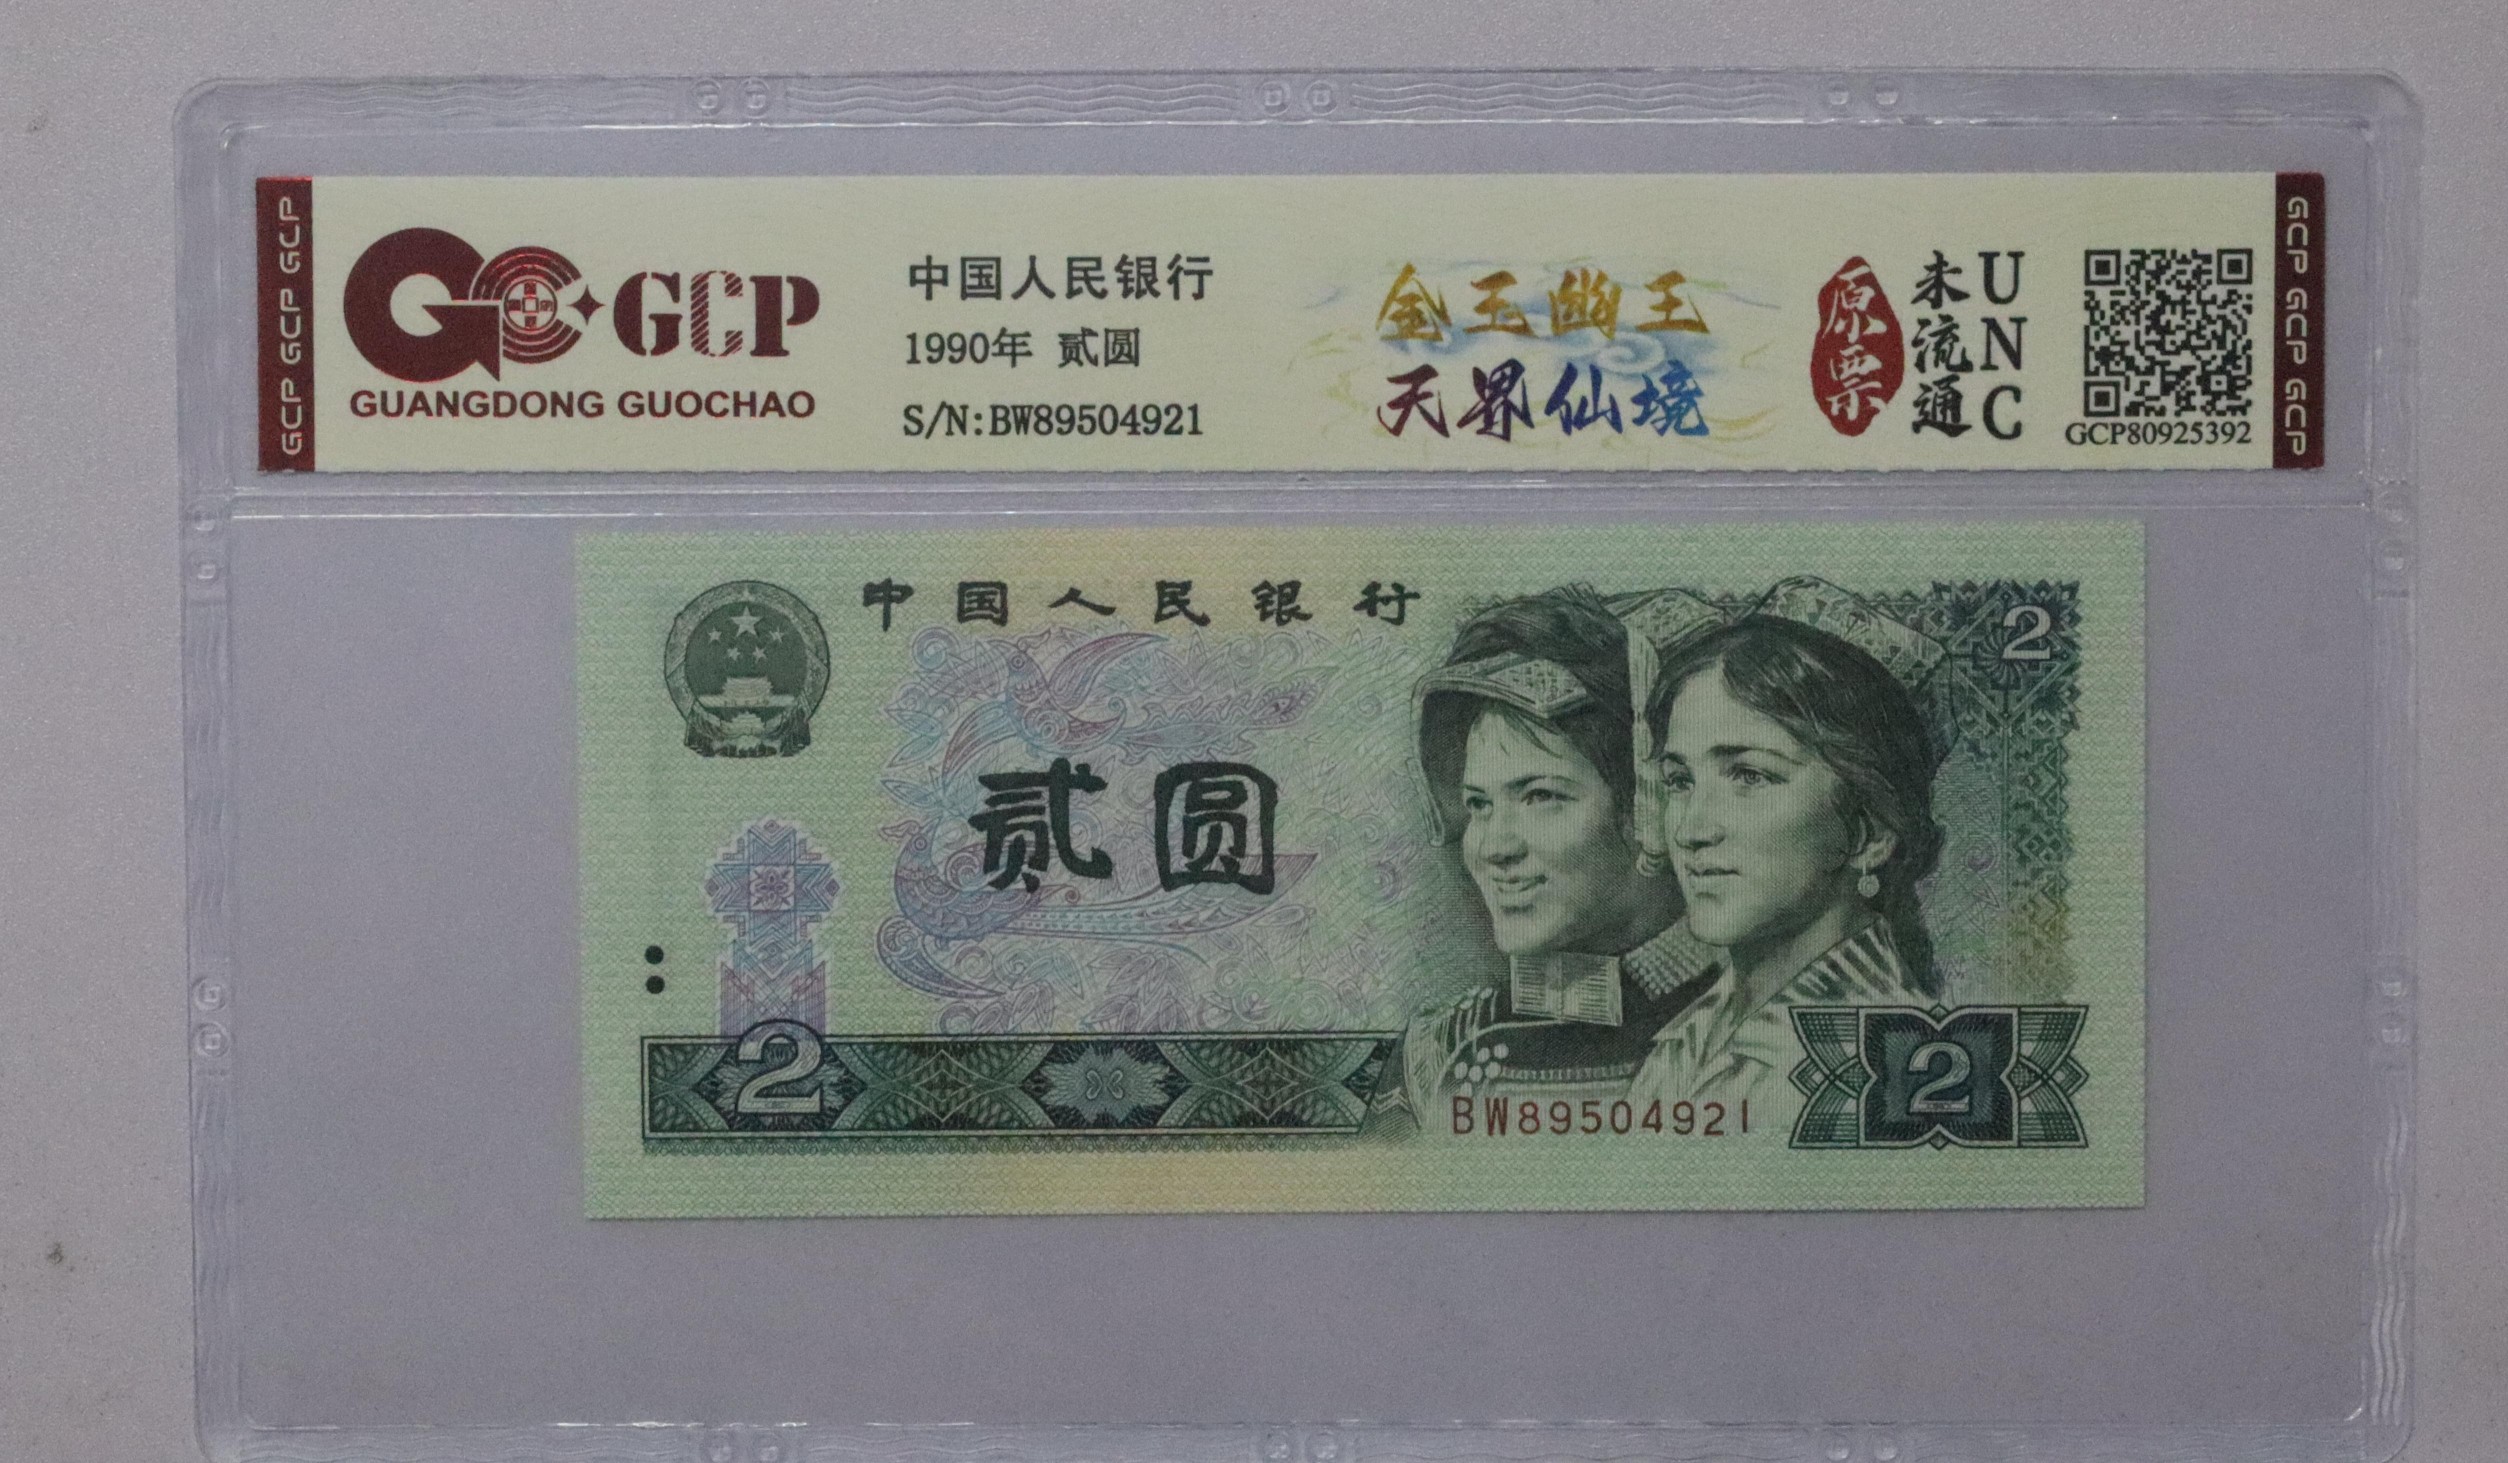 GCP GCP GCP
GCP
GUANGDONG GUOCHAO
中国人民银行
1990年 贰圆
S/N:BW89504921
金玉幽王
天界仙境
原票
未流通
UNC
GCP80925392
GCP GCP GCP
中国人民银行
2
贰圆
2
BW89504921
2